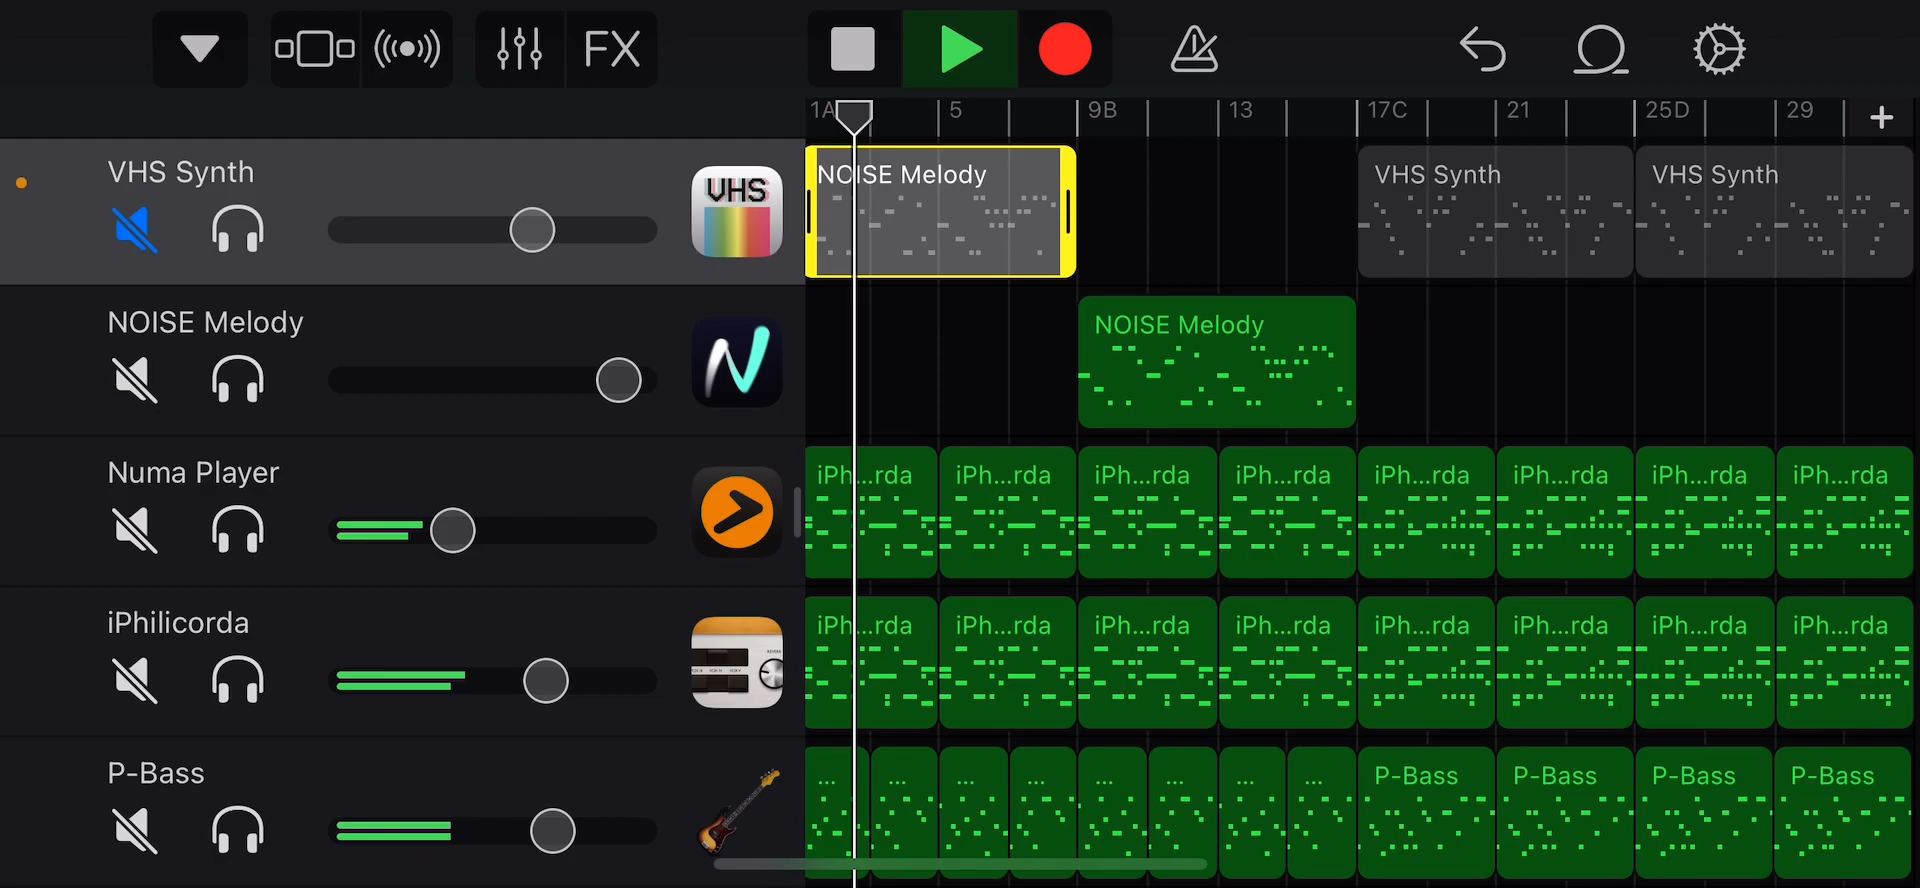 FX
1A 5 9B 13 17C 21 25D 29 +
VHS Synth
VHS
NOISE Melody
VHS Synth
VHS Synth
NOISE Melody
NOISE Melody
Numa Player
iPh...rda iPh...rda iPh...rda iPh...rda iPh...rda iPh...rda iPh...rda iPh...rda
iPhilicorda
iPh...rda iPh...rda iPh...rda iPh...rda iPh...rda iPh...rda iPh...rda iPh...rda
P-Bass
... ... ... ... ... ... ... ... P-Bass P-Bass P-Bass P-Bass